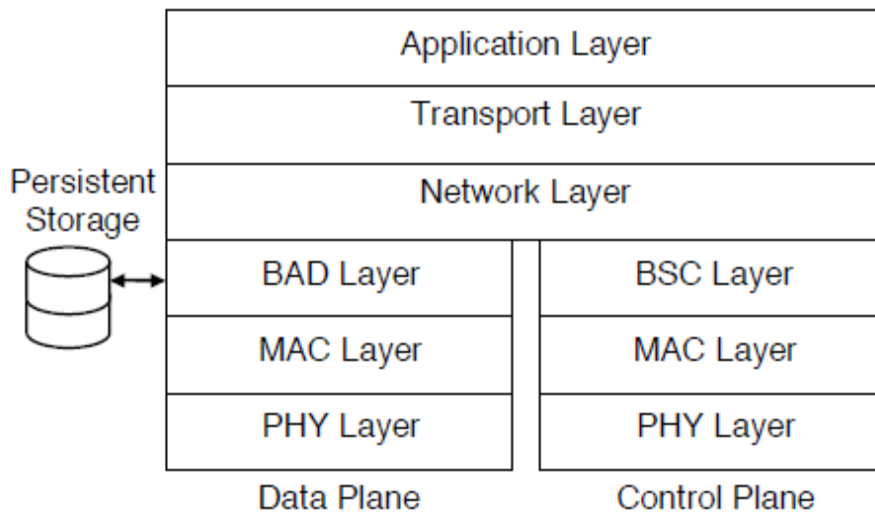 Application Layer
Transport Layer
Network Layer
Persistent
Storage
BAD Layer
BSC Layer
MAC Layer
MAC Layer
PHY Layer
PHY Layer
Data Plane
Control Plane